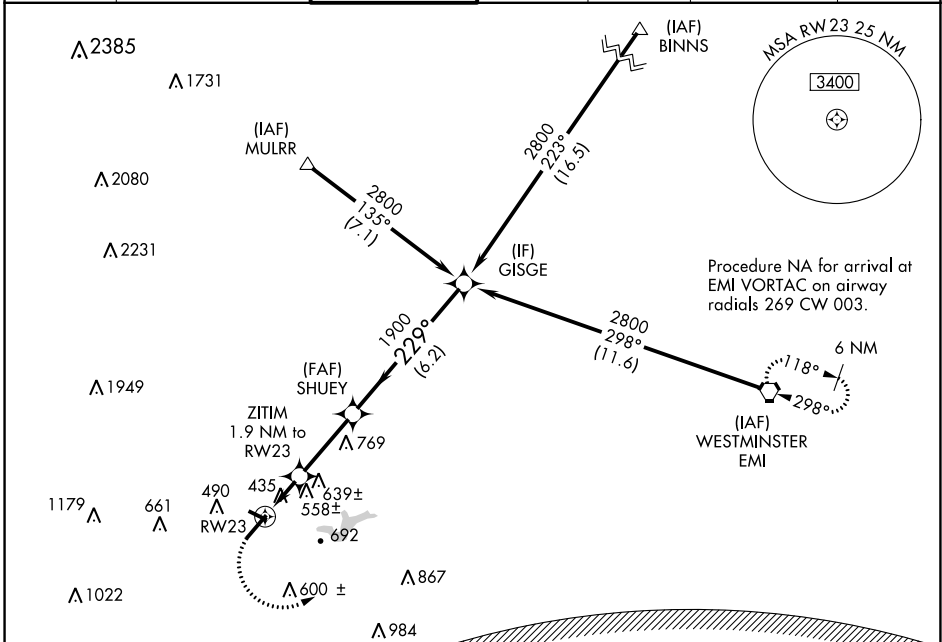 2385
1731
(IAF)
BINNS
MSA RW23 25 NM
3400
(IAF)
MULRR
2800
223°
(16.5)
2080
2800
135°
(7.1)
2231
(IF)
GISGE
Procedure NA for arrival at
EMI VORTAC on airway
radials 269 CW 003.
1900
229°
(6.2)
2800
298°
(11.6)
6 NM
118°
298°
(FAF)
SHUEY
1949
(IAF)
WESTMINSTER
EMI
ZITIM
1.9 NM to
RW23
769
435
639±
558±
490
1179
661
RW23
692
1022
600 ±
867
984